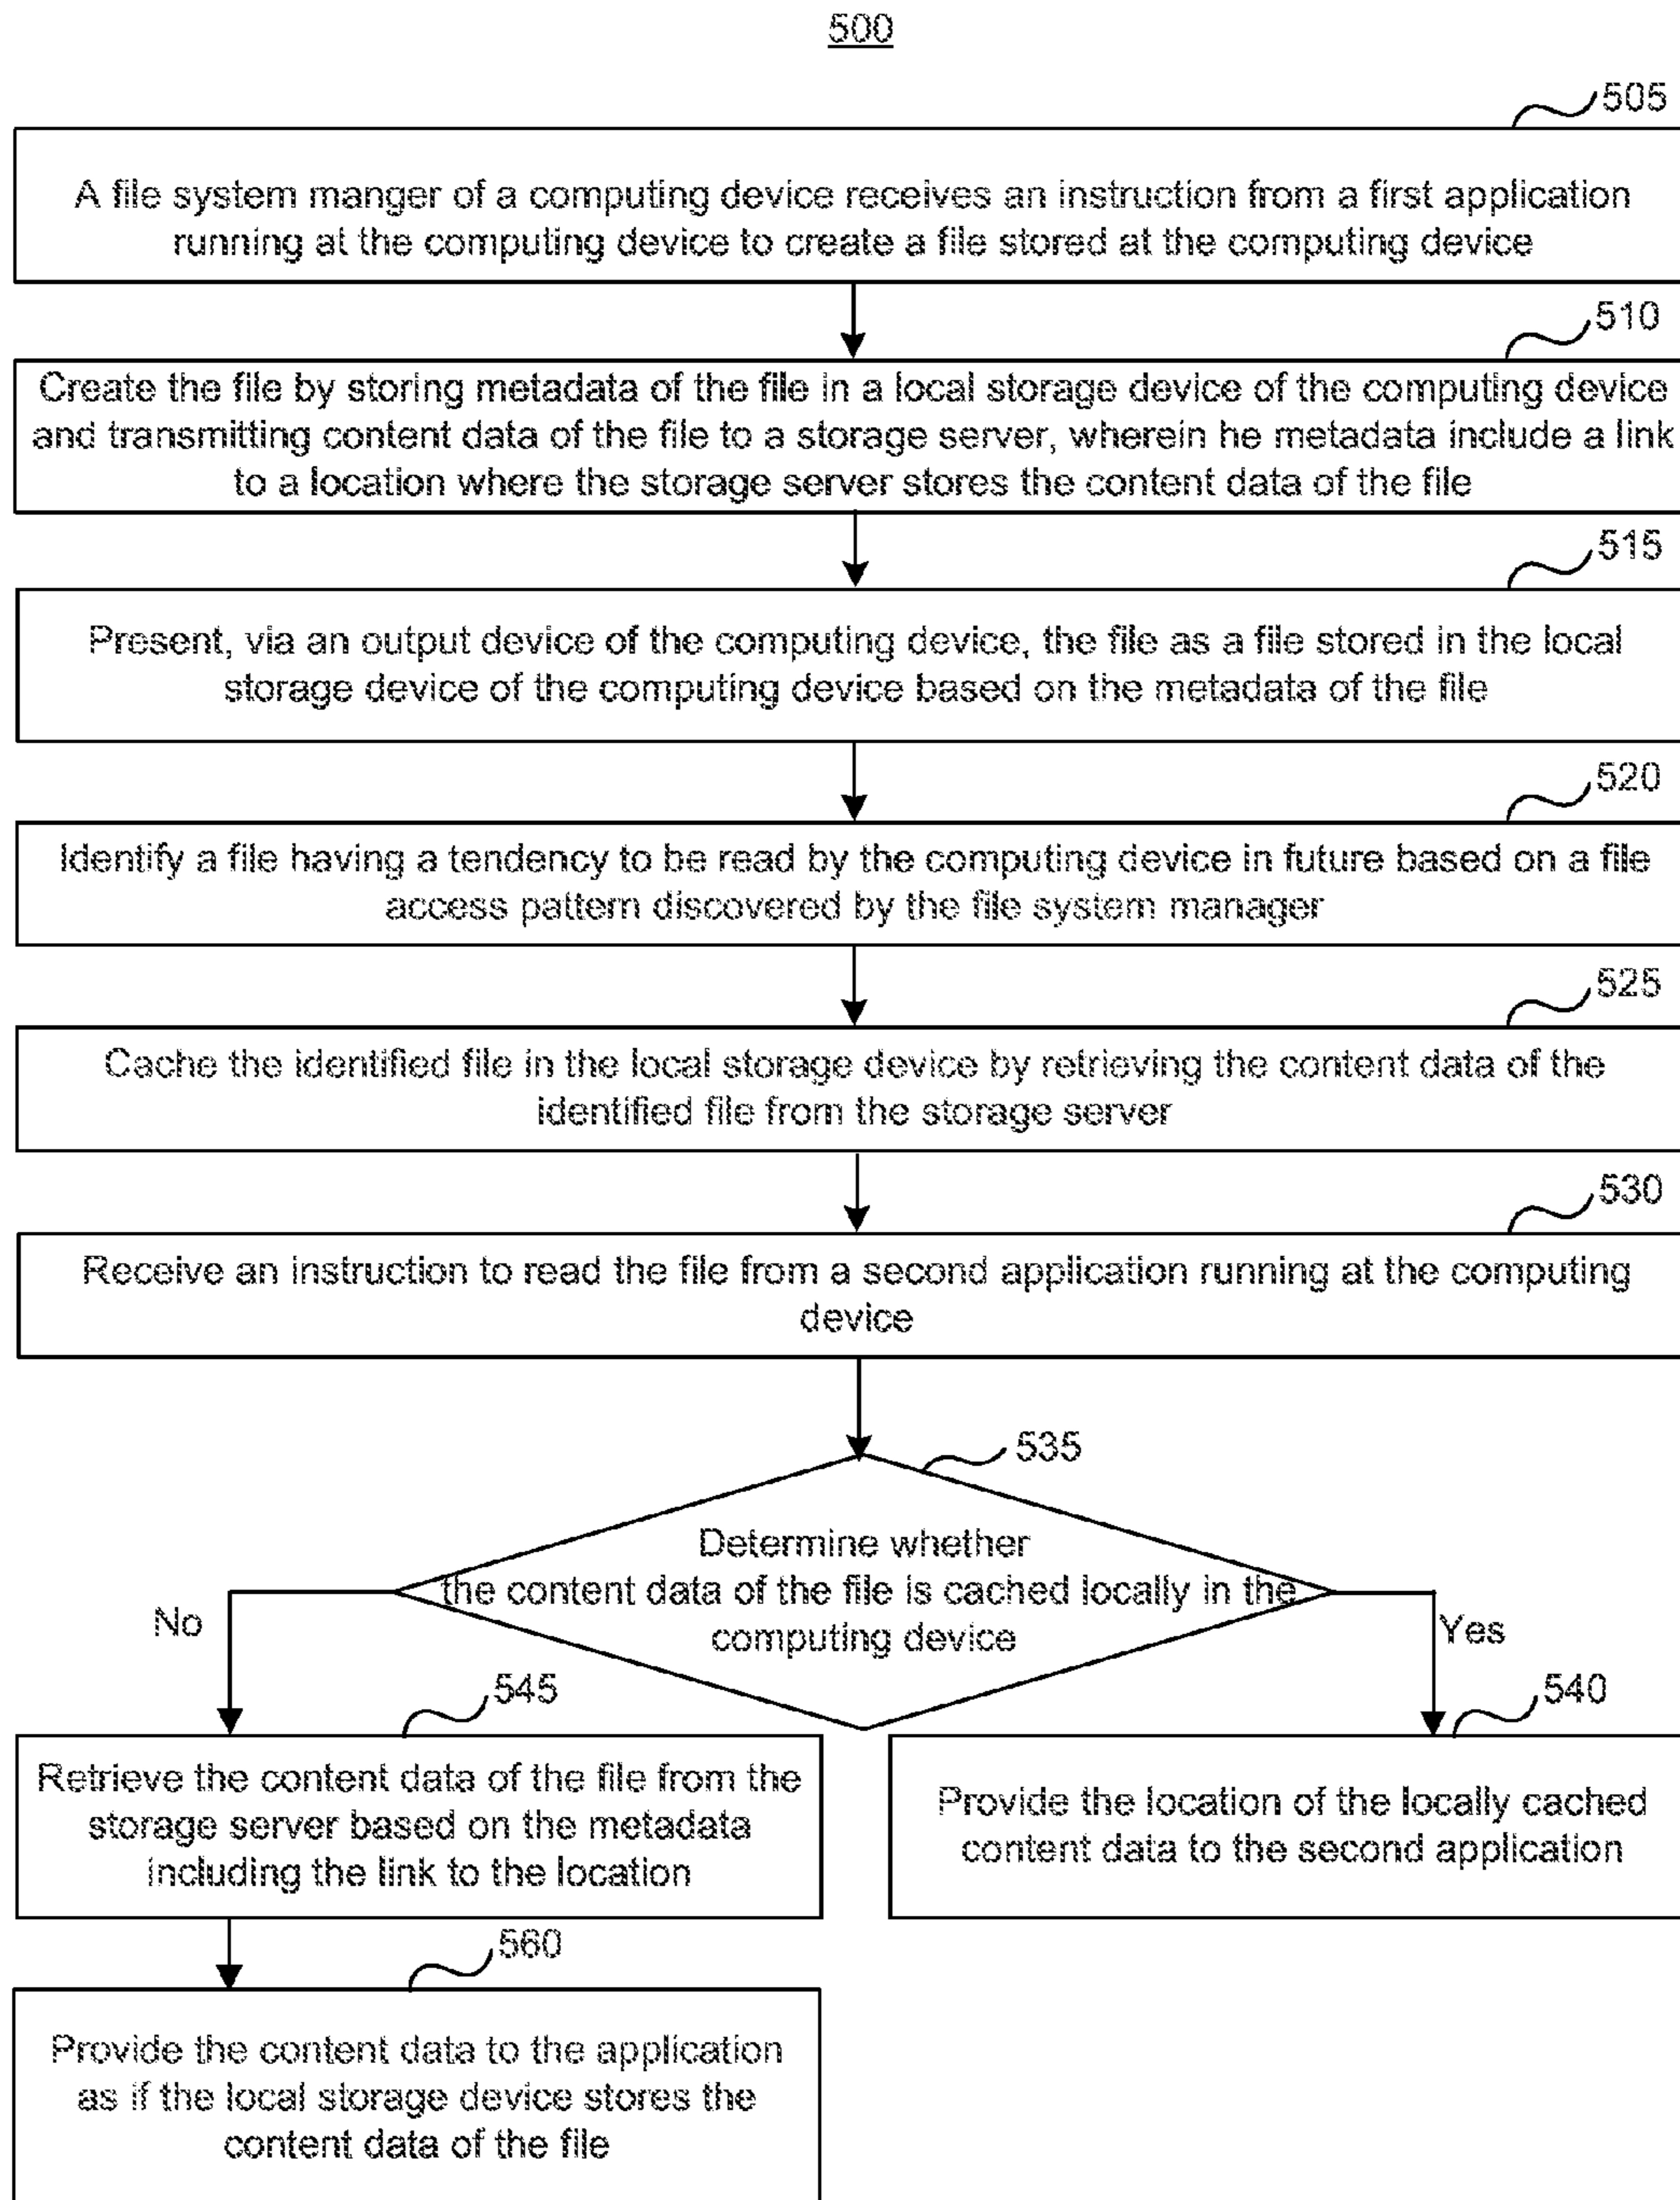 500
505
A file system manger of a computing device receives an instruction from a first application
running at the computing device to create a file stored at the computing device
510
Create the file by storing metadata of the file in a local storage device of the computing device
and transmitting content data of the file to a storage server, wherein he metadata include a link
to a location where the storage server stores the content data of the file
515
Present, via an output device of the computing device, the file as a file stored in the local
storage device of the computing device based on the metadata of the file
520
Identify a file having a tendency to be read by the computing device in future based on a file
access pattern discovered by the file system manager
525
Cache the identified file in the local storage device by retrieving the content data of the
identified file from the storage server
530
Receive an instruction to read the file from a second application running at the computing
device
535
Determine whether
the content data of the file is cached locally in the
computing device
No
Yes
545
Retrieve the content data of the file from the
storage server based on the metadata
including the link to the location
540
Provide the location of the locally cached
content data to the second application
560
Provide the content data to the application
as if the local storage device stores the
content data of the file